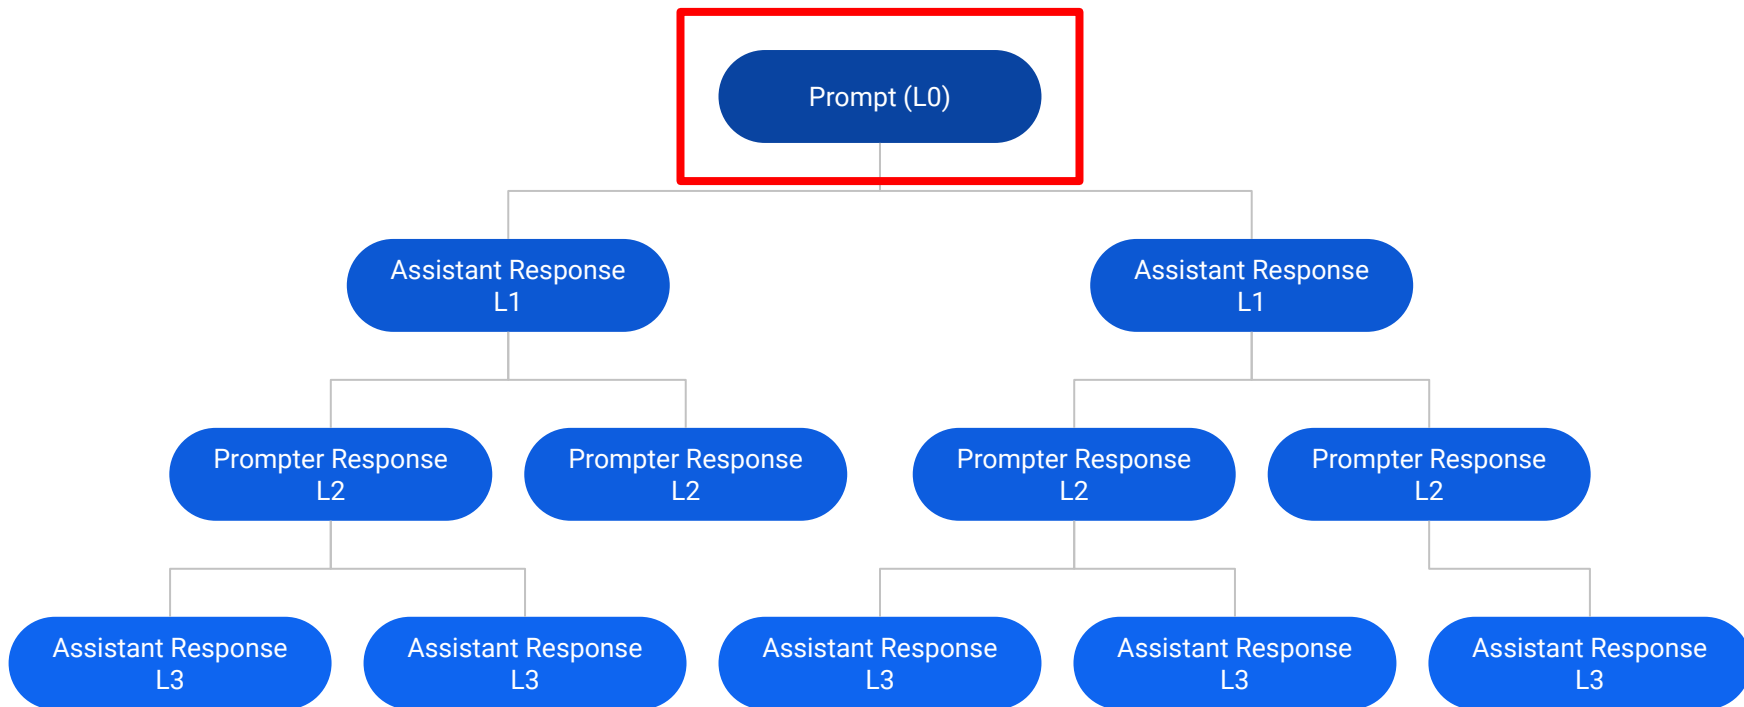 Prompt (L0)
Assistant Response
L1
Assistant Response
L1
Prompter Response
L2
Prompter Response
L2
Prompter Response
L2
Prompter Response
L2
Assistant Response
L3
Assistant Response
L3
Assistant Response
L3
Assistant Response
L3
Assistant Response
L3